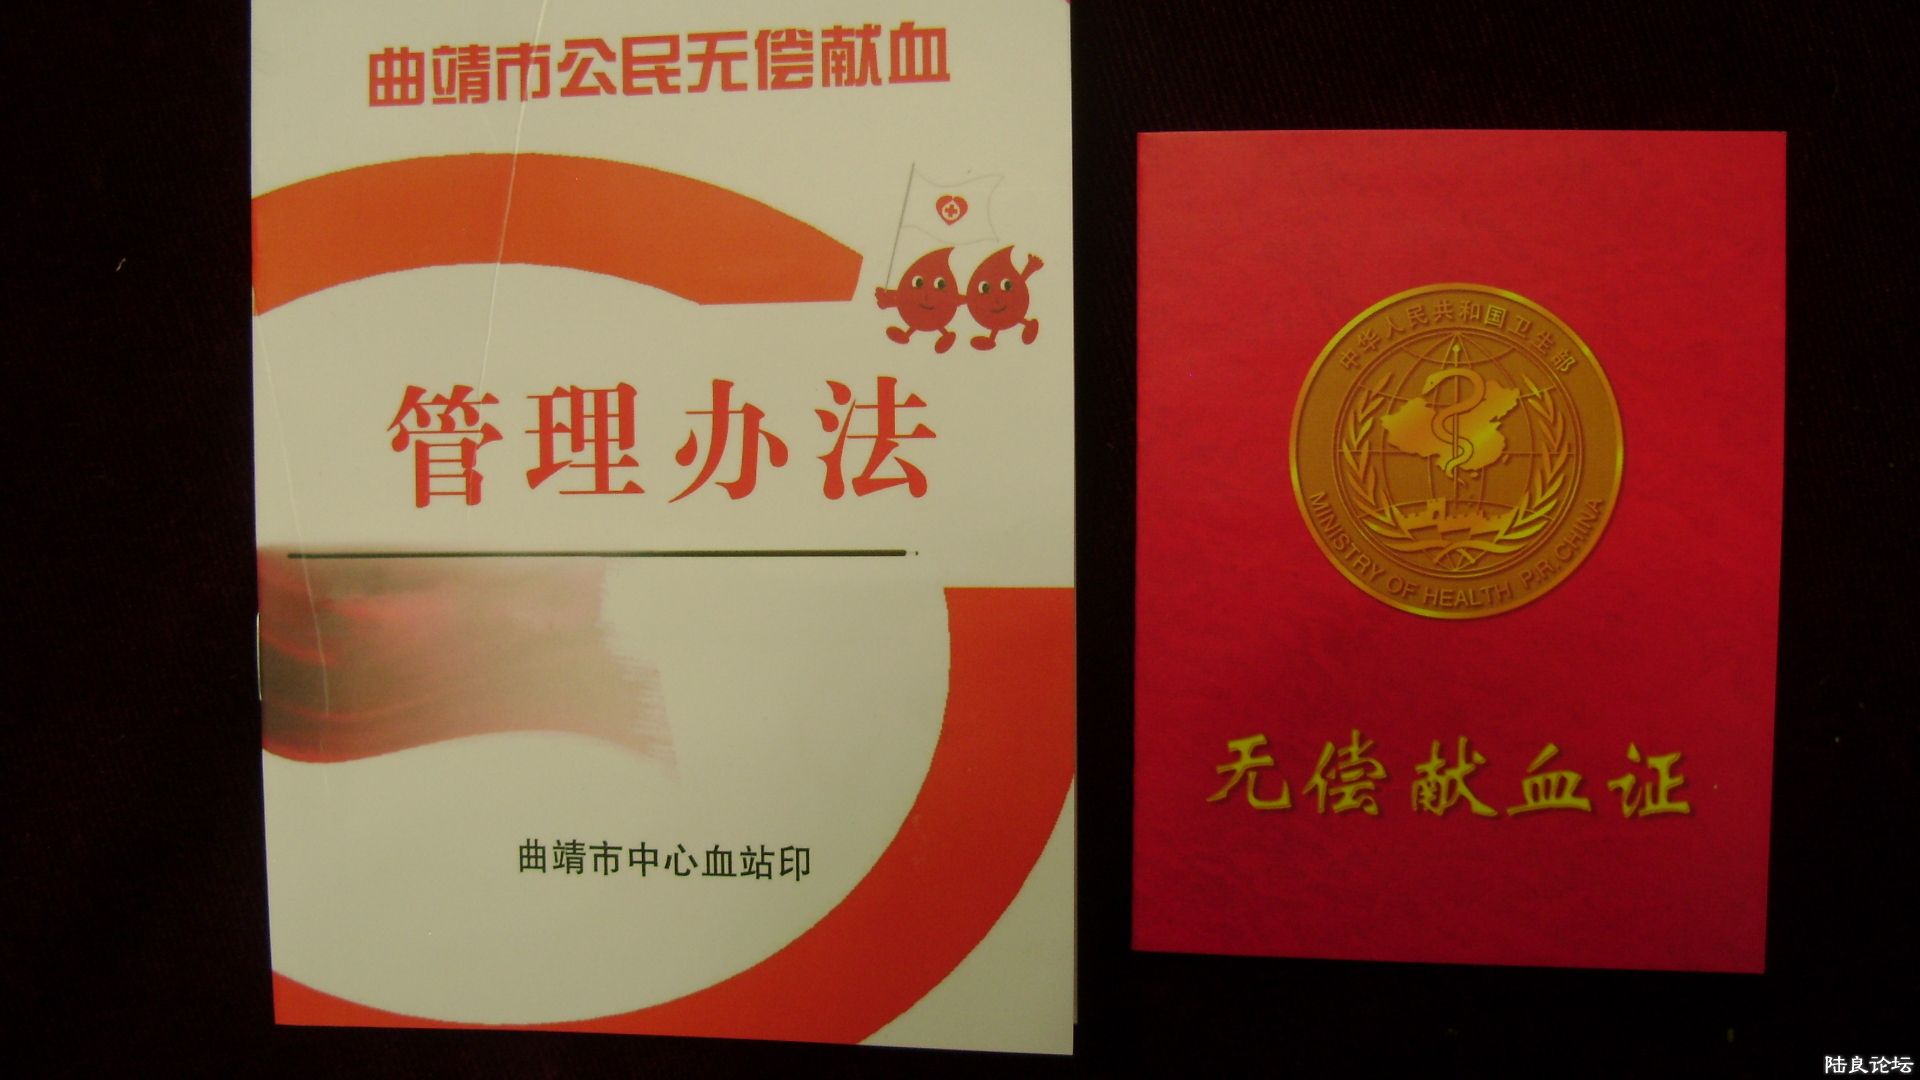 曲靖市公民无偿献血
管理办法
曲靖市中心血站印
中华人民共和国卫生部
MINISTRY OF HEALTH P.R.CHINA
无偿献血证
陆良论坛